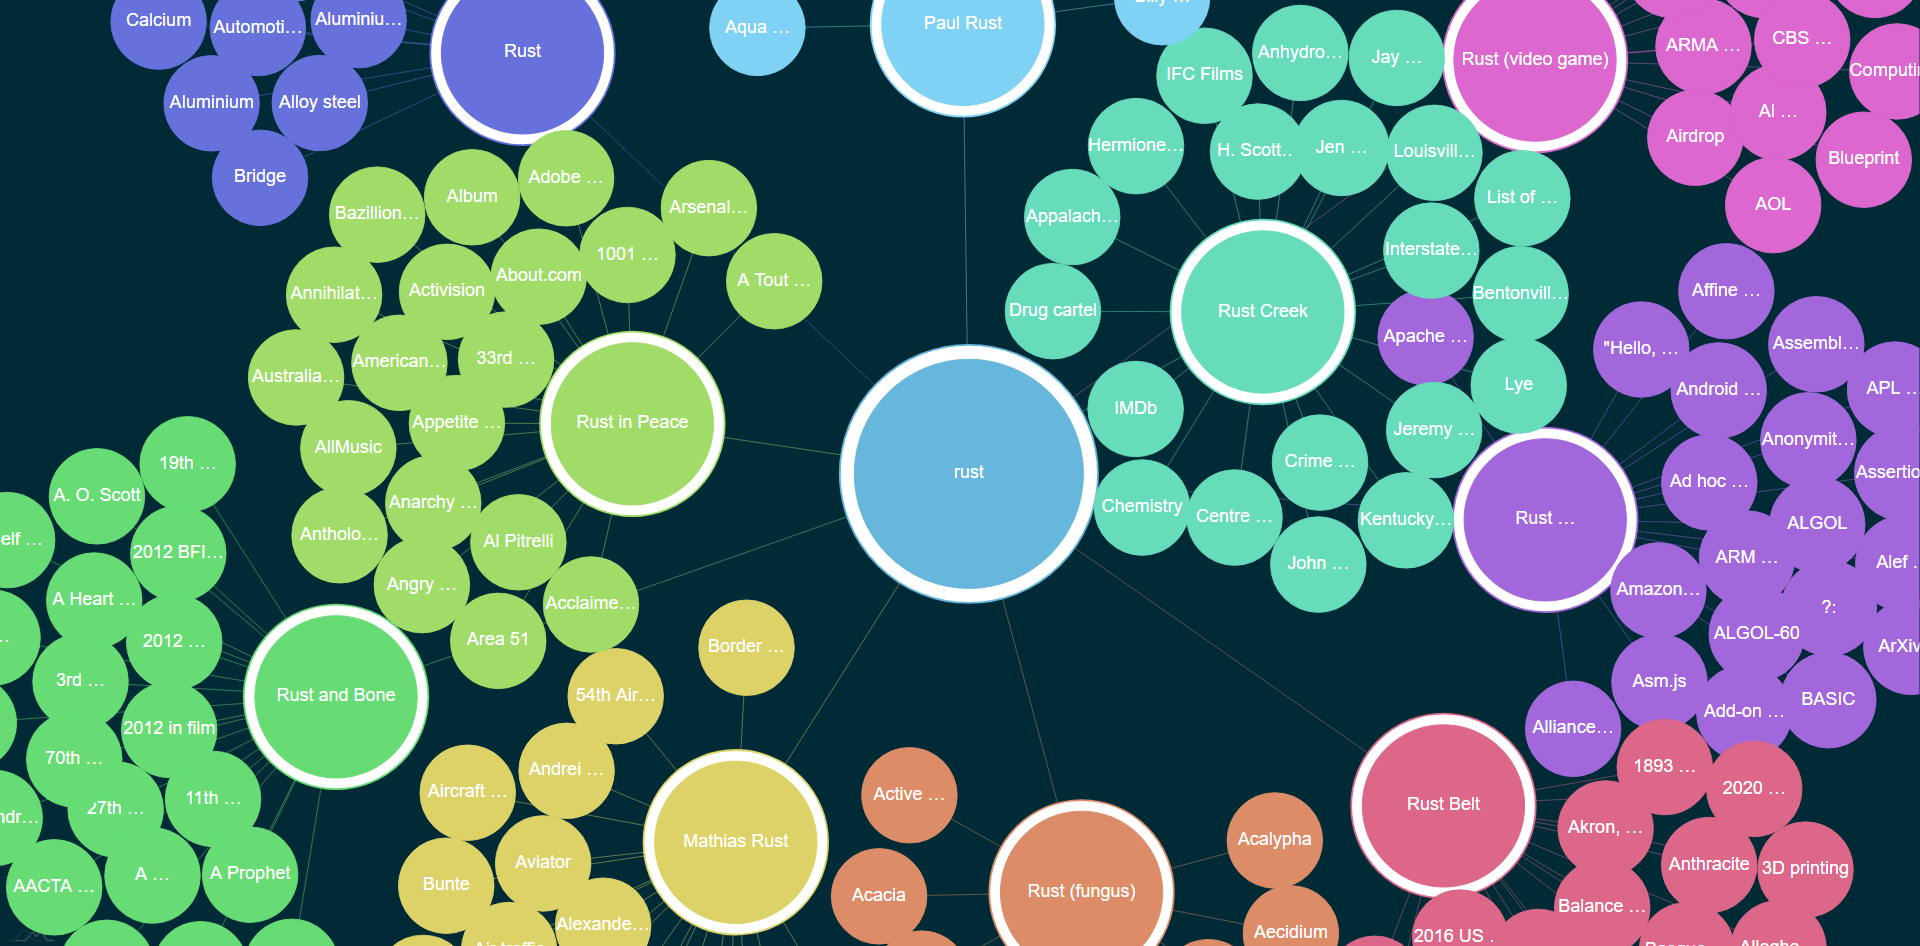 Calcium
Automoti...
Aluminiu...
Rust
Aqua ...
Paul Rust
Billy ...
Aluminium
Alloy steel
Bridge
IFC Films
Anhydro...
Jay ...
Rust (video game)
ARMA ...
CBS ...
Computi
AI ...
Airdrop
Blueprint
AOL
Hermione...
H. Scott..
Jen ...
Louisvill...
List of ...
Bazillion...
Album
Adobe ...
Arsenal...
Appalach...
Interstate...
Annihilat...
Activision
About.com
1001 ...
A Tout ...
Drug cartel
Rust Creek
Bentonvill...
Affine ...
Apache ...
"Hello, ...
Assembl...
Australia...
American...
33rd ...
Lye
Android ...
APL ...
AllMusic
Appetite ...
Rust in Peace
IMDb
Jeremy ...
Anonymit...
19th ...
A. O. Scott
Anarchy ...
rust
Crime ...
Ad hoc ...
Assertio
Chemistry
Centre ...
Kentucky...
Rust ...
ALGOL
elf ...
2012 BFI...
Antholo...
Al Pitrelli
John ...
ARM ...
Alef .
A Heart ...
Angry ...
Acclaime...
Amazon...
?:
...
2012 ...
Area 51
Border ...
ALGOL-60
ArXiv
3rd ...
Rust and Bone
54th Air...
Asm.js
Add-on ...
BASIC
2012 in film
Alliance...
70th ...
Andrei ...
1893 ...
2020 ...
ndr...
27th ...
11th ...
Aircraft ...
Active ...
Rust Belt
Akron, ...
Mathias Rust
Acalypha
AACTA ...
A ...
A Prophet
Bunte
Aviator
Acacia
Rust (fungus)
Anthracite
3D printing
Alexande...
Aecidium
Balance ...
2016 US .